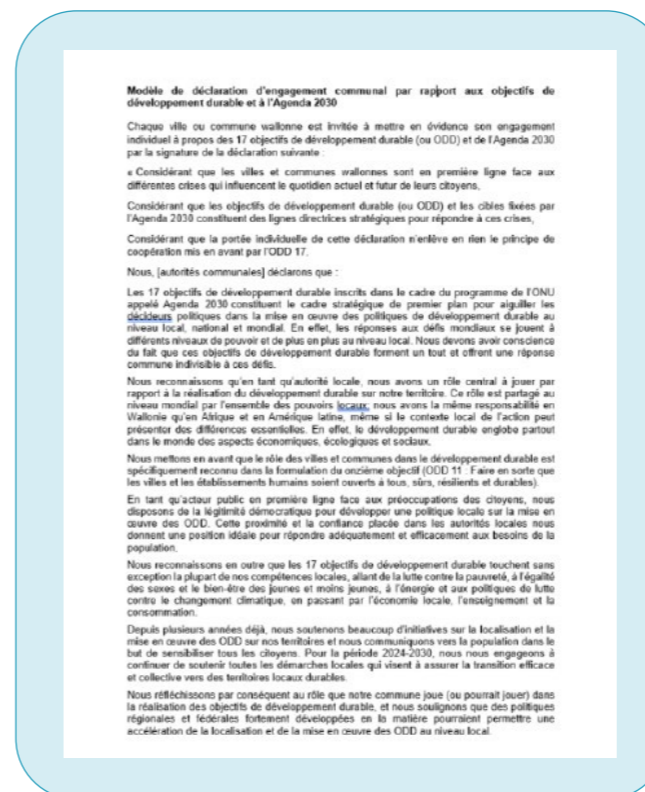 Modèle de déclaration d'engagement communal par rapport aux objectifs de
développement durable et à l'Agenda 2030
Chaque ville ou commune wallonne est invitée à mettre en évidence son engagement
individuel à propos des 17 objectifs de développement durable (ou ODD) et de l'Agenda 2030
par la signature de la déclaration suivante :
« Considérant que les villes et communes wallonnes sont en première ligne face aux
différentes crises qui influencent le quotidien actuel et futur de leurs citoyens,
Considérant que les objectifs de développement durable (ou ODD) et les cibles fixées par
l'Agenda 2030 constituent des lignes directrices stratégiques pour répondre à ces crises,
Considérant que la portée individuelle de cette déclaration n'enlève en rien le principe de
coopération mis en avant par l'ODD 17.
Nous, [autorités communales] déclarons que :
Les 17 objectifs de développement durable inscrits dans le cadre du programme de l'ONU
appelé Agenda 2030 constituent le cadre stratégique de premier plan pour aiguiller les
décideurs politiques dans la mise en œuvre des politiques de développement durable au
niveau local, national et mondial. En effet, les réponses aux défis mondiaux se jouent à
différents niveaux de pouvoir et de plus en plus au niveau local. Nous devons avoir conscience
du fait que ces objectifs de développement durable forment un tout et offrent une réponse
commune indivisible à ces défis.
Nous reconnaissons qu'en tant qu'autorité locale, nous avons un rôle central à jouer par
rapport à la réalisation du développement durable sur notre territoire. Ce rôle est partagé au
niveau mondial par l'ensemble des pouvoirs locaux; nous avons la même responsabilité en
Wallonie qu'en Afrique et en Amérique latine, même si le contexte local de l'action peut
présenter des différences essentielles. En effet, le développement durable englobe partout
dans le monde des aspects économiques, écologiques et sociaux.
Nous mettons en avant que le rôle des villes et communes dans le développement durable est
spécifiquement reconnu dans la formulation du onzième objectif (ODD 11 : Faire en sorte que
les villes et les établissements humains soient ouverts à tous, sûrs, résilients et durables).
En tant qu'acteur public en première ligne face aux préoccupations des citoyens, nous
disposons de la légitimité démocratique pour développer une politique locale sur la mise en
œuvre des ODD. Cette proximité et la confiance placée dans les autorités locales nous
donnent une position idéale pour répondre adéquatement et efficacement aux besoins de la
population.
Nous reconnaissons en outre que les 17 objectifs de développement durable touchent sans
exception la plupart de nos compétences locales, allant de la lutte contre la pauvreté, à l'égalité
des sexes et le bien-être des jeunes et moins jeunes, à l'énergie et aux politiques de lutte
contre le changement climatique, en passant par l'économie locale, l'enseignement et la
consommation.
Depuis plusieurs années déjà, nous soutenons beaucoup d'initiatives sur la localisation et la
mise en œuvre des ODD sur nos territoires et nous communiquons vers la population dans le
but de sensibiliser tous les citoyens. Pour la période 2024-2030, nous nous engageons à
continuer de soutenir toutes les démarches locales qui visent à assurer la transition efficace
et collective vers des territoires locaux durables.
Nous réfléchissons par conséquent au rôle que notre commune joue (ou pourrait jouer) dans
la réalisation des objectifs de développement durable, et nous soulignons que des politiques
régionales et fédérales fortement développées en la matière pourraient permettre une
accélération de la localisation et de la mise en œuvre des ODD au niveau local.